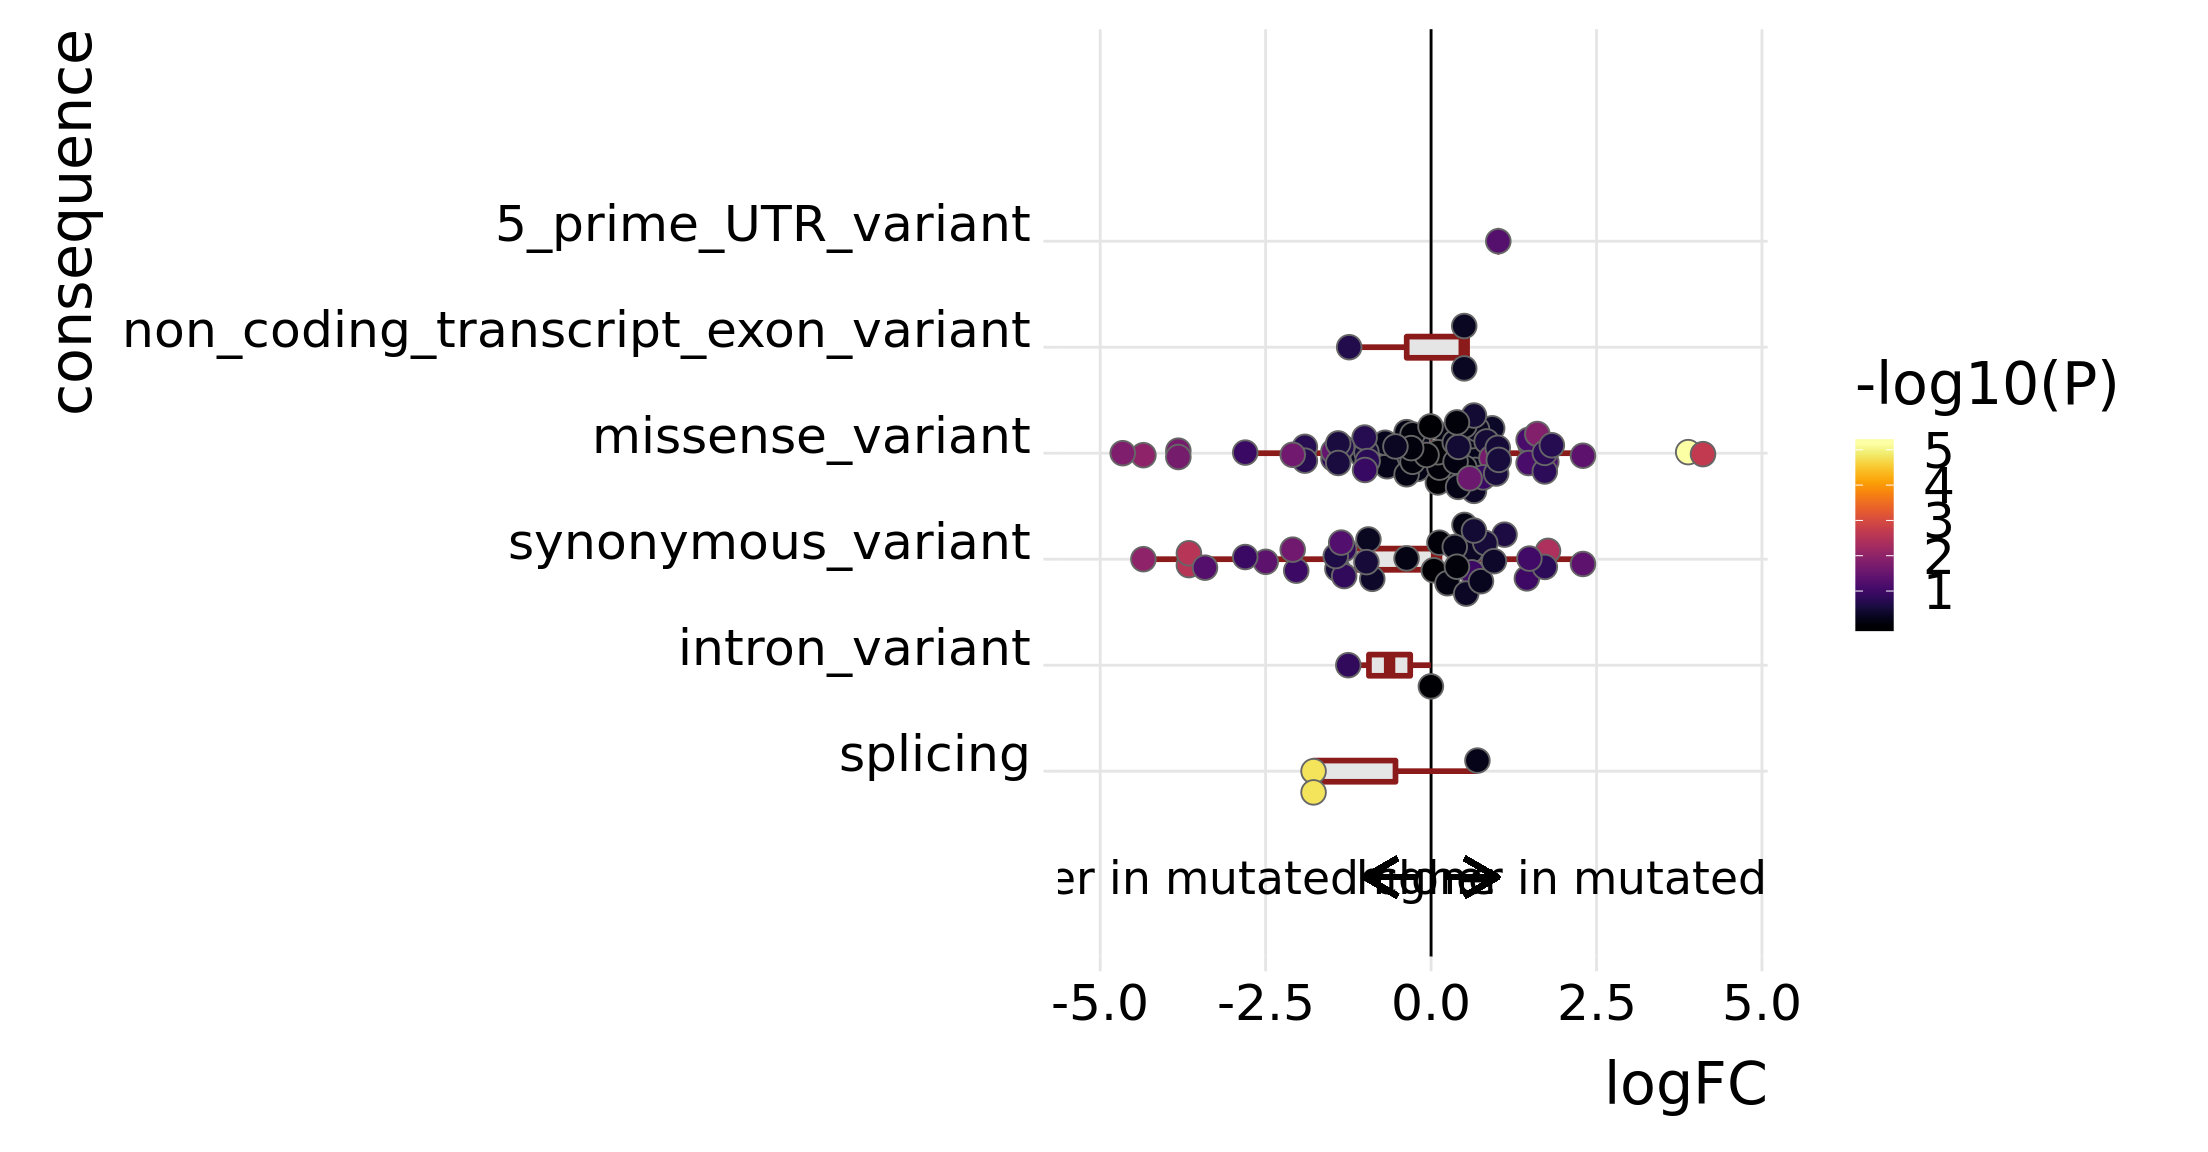 consequence
5_prime_UTR_variant
non_coding_transcript_exon_variant
missense_variant
synonymous_variant
intron_variant
splicing
in mutated in mutated
-5.0 -2.5 0.0 2.5 5.0
logFC
-log10(P)
5
4
3
2
1